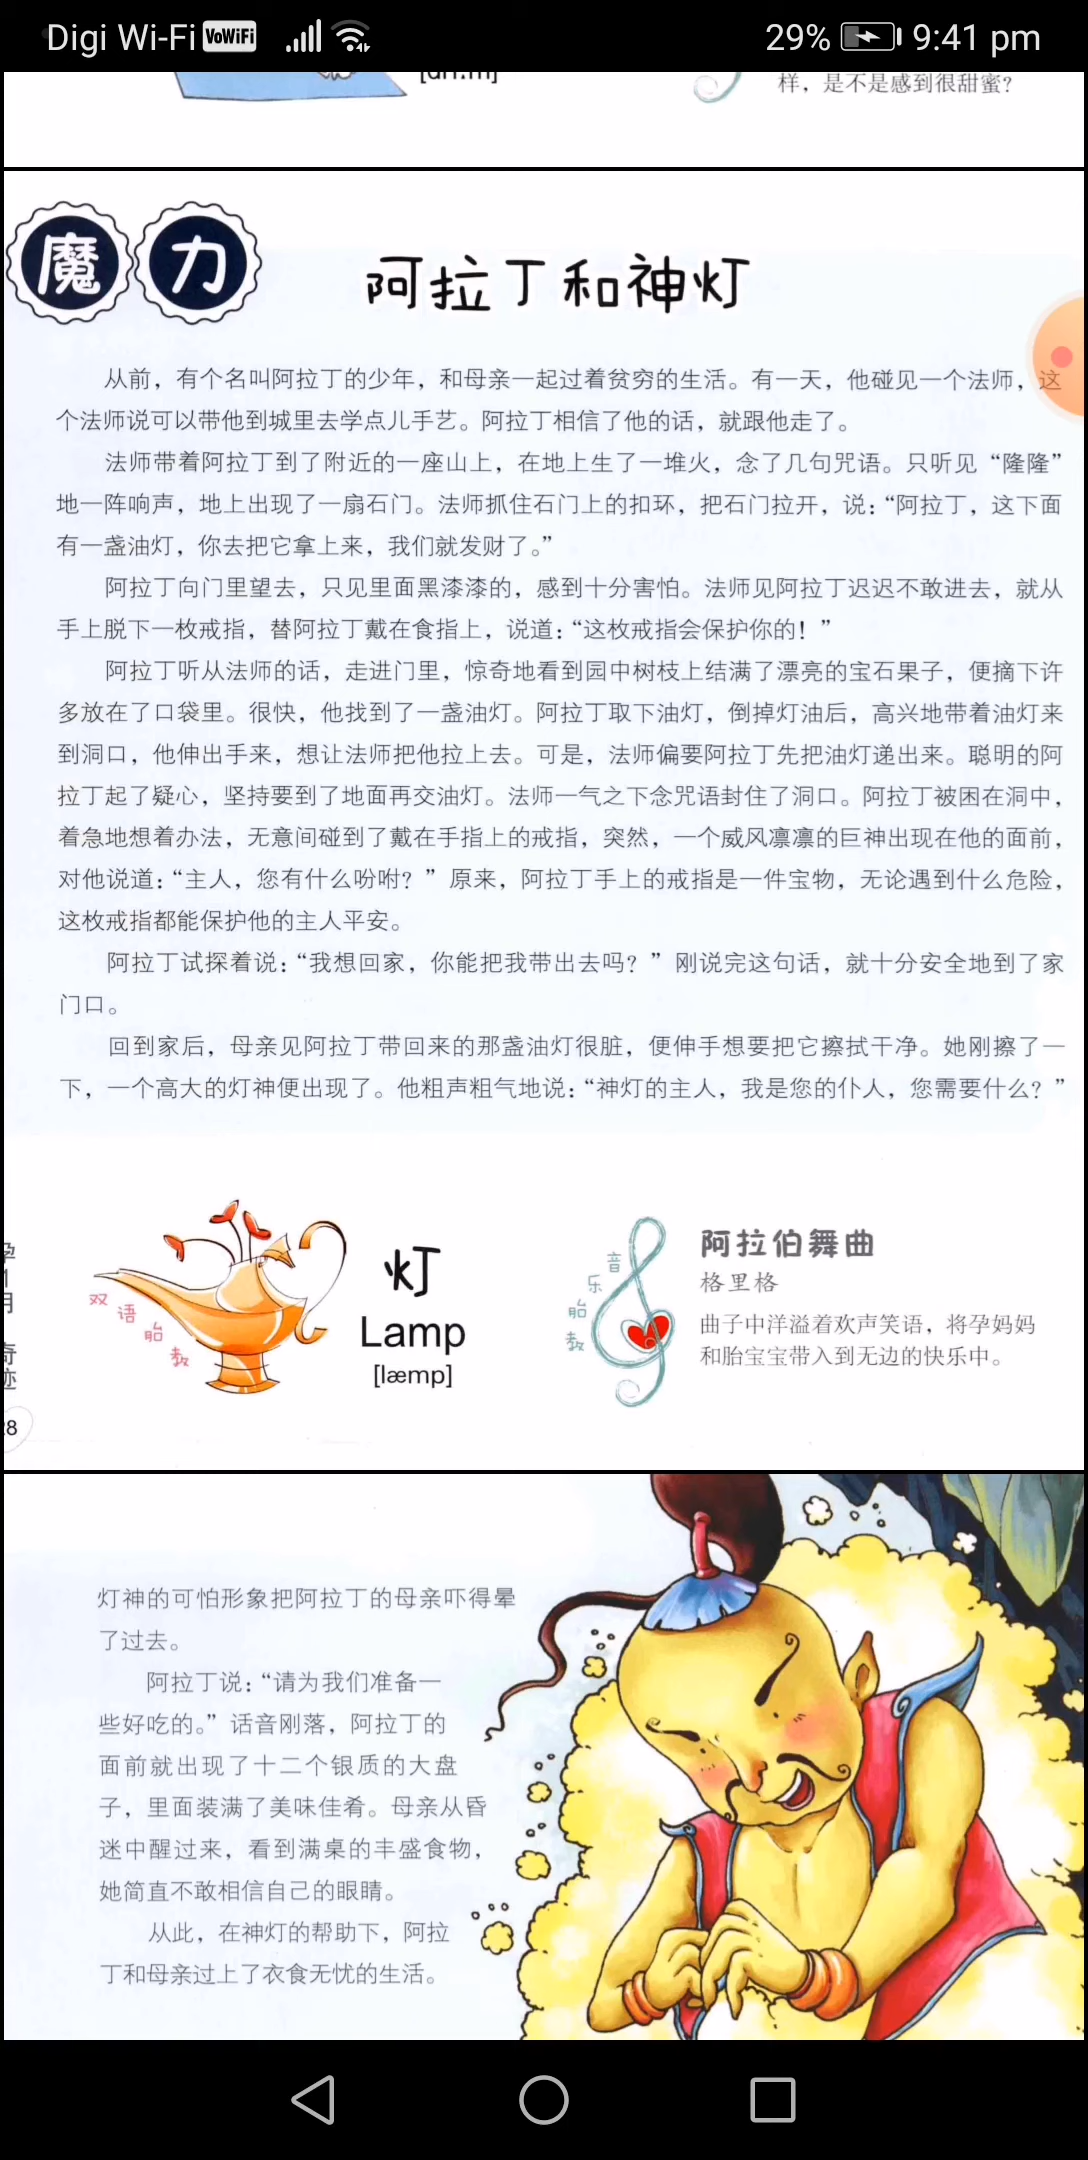 Digi Wi-Fi VoWiFi 29% 9:41 pm
样，是不是感到很甜蜜？
魔力
阿拉丁和神灯
从前，有个名叫阿拉丁的少年，和母亲一起过着贫穷的生活。有一天，他碰见一个法师，这
个法师说可以带他到城里去学点儿手艺。阿拉丁相信了他的话，就跟他走了。
法师带着阿拉丁到了附近的一座山上，在地上生了一堆火，念了几句咒语。只听见“隆隆”
地一阵响声，地上出现了一扇石门。法师抓住石门上的扣环，把石门拉开，说：“阿拉丁，这下面
有一盏油灯，你去把它拿上来，我们就发财了。”
阿拉丁向门里望去，只见里面黑漆漆的，感到十分害怕。法师见阿拉丁迟迟不敢进去，就从
手上脱下一枚戒指，替阿拉丁戴在食指上，说道：“这枚戒指会保护你的！”
阿拉丁听从法师的话，走进门里，惊奇地看到园中树枝上结满了漂亮的宝石果子，便摘下许
多放在了口袋里。很快，他找到了一盏油灯。阿拉丁取下油灯，倒掉灯油后，高兴地带着油灯来
到洞口，他伸出手来，想让法师把他拉上去。可是，法师偏要阿拉丁先把油灯递出来。聪明的阿
拉丁起了疑心，坚持要到了地面再交油灯。法师一气之下念咒语封住了洞口。阿拉丁被困在洞中，
着急地想着办法，无意间碰到了戴在手指上的戒指，突然，一个威风凛凛的巨神出现在他的面前，
对他说道：“主人，您有什么吩咐？”原来，阿拉丁手上的戒指是一件宝物，无论遇到什么危险，
这枚戒指都能保护他的主人平安。
阿拉丁试探着说：“我想回家，你能把我带出去吗？”刚说完这句话，就十分安全地到了家
门口。
回到家后，母亲见阿拉丁带回来的那盏油灯很脏，便伸手想要把它擦拭干净。她刚擦了一
下，一个高大的灯神便出现了。他粗声粗气地说：“神灯的主人，我是您的仆人，您需要什么？”
双语胎教
灯
Lamp
[læmp]
音乐胎教
阿拉伯舞曲
格里格
曲子中洋溢着欢声笑语，将孕妈妈
和胎宝宝带入到无边的快乐中。
灯神的可怕形象把阿拉丁的母亲吓得晕
了过去。
阿拉丁说：“请为我们准备一
些好吃的。”话音刚落，阿拉丁的
面前就出现了十二个银质的大盘
子，里面装满了美味佳肴。母亲从昏
迷中醒过来，看到满桌的丰盛食物，
她简直不敢相信自己的眼睛。
从此，在神灯的帮助下，阿拉
丁和母亲过上了衣食无忧的生活。